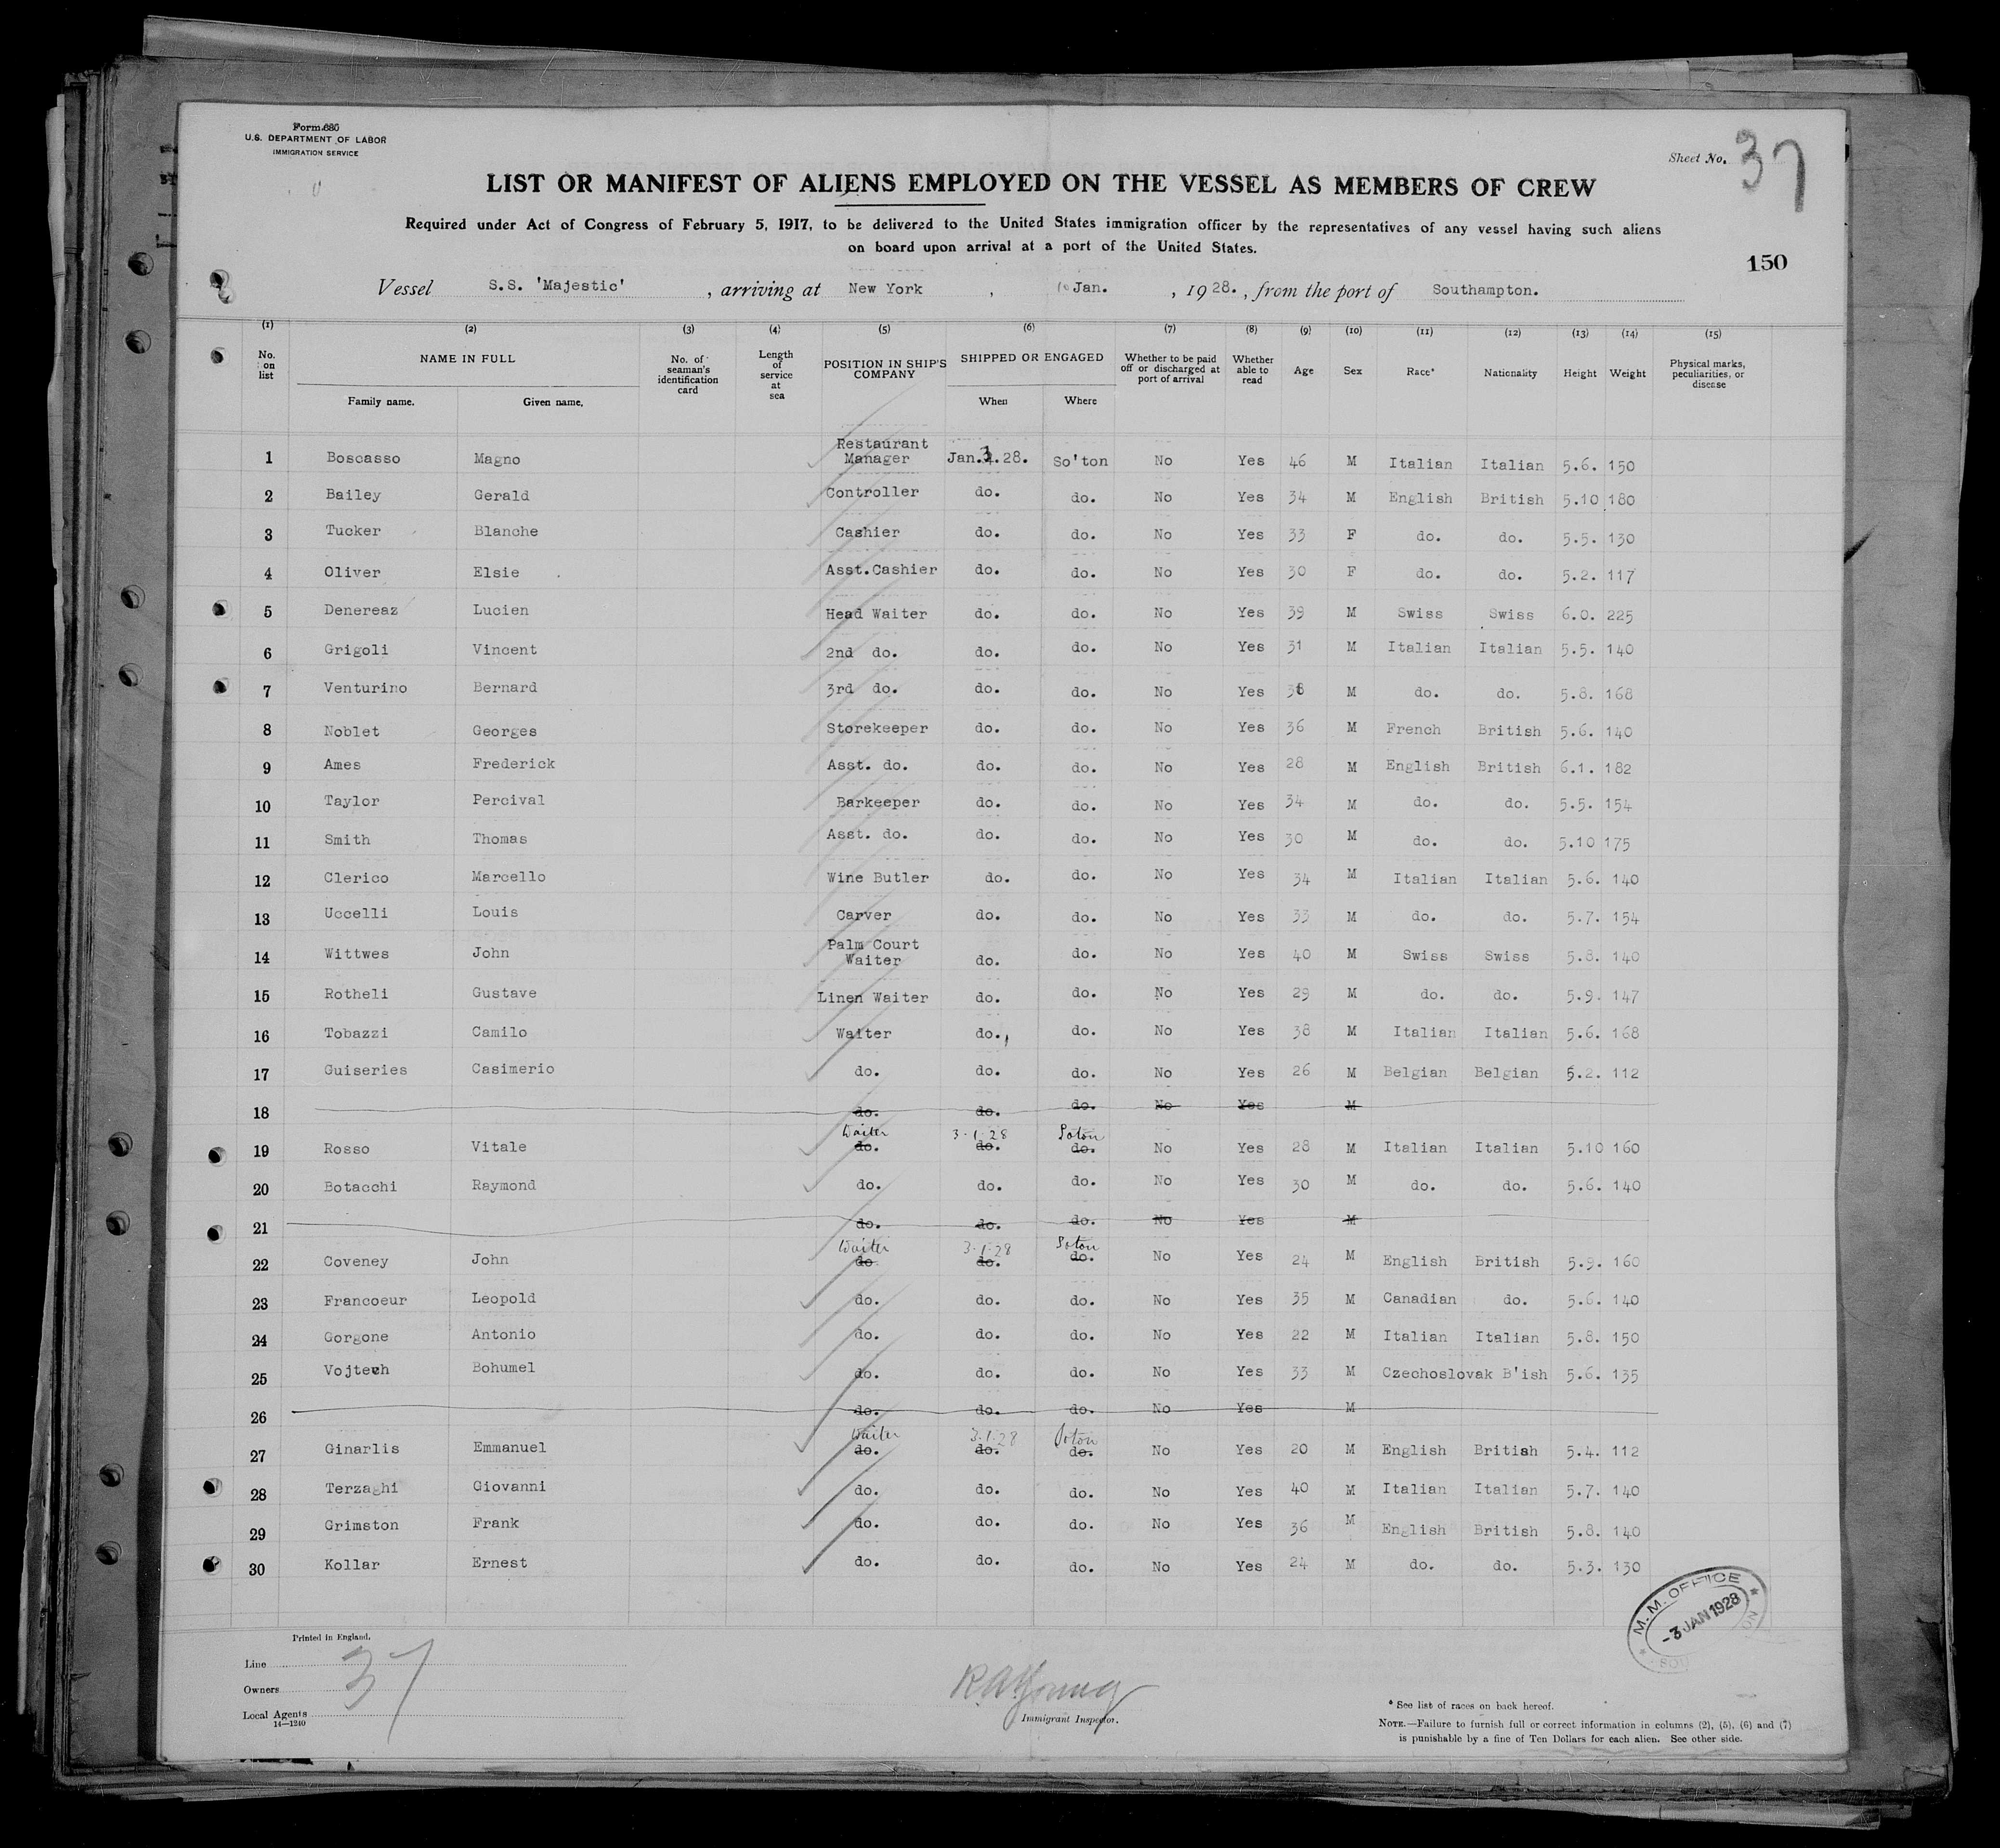 Form 680
U.S. DEPARTMENT OF LABOR
IMMIGRATION SERVICE
Sheet No. 37
LIST OR MANIFEST OF ALIENS EMPLOYED ON THE VESSEL AS MEMBERS OF CREW
Required under Act of Congress of February 5, 1917, to be delivered to the United States immigration officer by the representatives of any vessel having such aliens
on board upon arrival at a port of the United States.
150
Vessel S.S. 'Majestic' , arriving at New York , 10 Jan. , 1928. , from the port of Southampton.
(1) (2) (3) (4) (5) (6) (7) (8) (9) (10) (11) (12) (13) (14) (15)
No. on list NAME IN FULL Family name. Given name. No. of seaman's identification card Length of service at sea POSITION IN SHIP'S COMPANY SHIPPED OR ENGAGED When Where Whether to be paid off or discharged at port of arrival Whether able to read Age Sex Race* Nationality Height Weight Physical marks, peculiarities, or disease
1 Boscasso Magno Restaurant Manager Jan.3.28. So'ton No Yes 46 M Italian Italian 5.6. 150
2 Bailey Gerald Controller do. do. No Yes 34 M English British 5.10 180
3 Tucker Blanche Cashier do. do. No Yes 33 F do. do. 5.5. 130
4 Oliver Elsie Asst.Cashier do. do. No Yes 30 F do. do. 5.2. 117
5 Denereaz Lucien Head Waiter do. do. No Yes 39 M Swiss Swiss 6.0. 225
6 Grigoli Vincent 2nd do. do. do. No Yes 31 M Italian Italian 5.5. 140
7 Venturino Bernard 3rd do. do. do. No Yes 38 M do. do. 5.8. 168
8 Noblet Georges Storekeeper do. do. No Yes 36 M French British 5.6. 140
9 Ames Frederick Asst. do. do. do. No Yes 28 M English British 6.1. 182
10 Taylor Percival Barkeeper do. do. No Yes 34 M do. do. 5.5. 154
11 Smith Thomas Asst. do. do. do. No Yes 30 M do. do. 5.10 175
12 Clerico Marcello Wine Butler do. do. No Yes 34 M Italian Italian 5.6. 140
13 Uccelli Louis Carver do. do. No Yes 33 M do. do. 5.7. 154
14 Wittwes John Palm Court Waiter do. do. No Yes 40 M Swiss Swiss 5.8. 140
15 Rotheli Gustave Linen Waiter do. do. No Yes 29 M do. do. 5.9. 147
16 Tobazzi Camilo Waiter do., do. No Yes 38 M Italian Italian 5.6. 168
17 Guiseries Casimerio do. do. do. No Yes 26 M Belgian Belgian 5.2. 112
18 do. do. do. No Yes M
Waiter 3.1.28 Soton
19 Rosso Vitale do. do. do. No Yes 28 M Italian Italian 5.10 160
20 Botacchi Raymond do. do. do. No Yes 30 M do. do. 5.6. 140
21 do. do. do. No Yes M
Waiter 3.1.28 Soton
22 Coveney John do do. do. No Yes 24 M English British 5.9. 160
23 Francoeur Leopold do. do. do. No Yes 35 M Canadian do. 5.6. 140
24 Gorgone Antonio do. do. do. No Yes 22 M Italian Italian 5.8. 150
25 Vojtech Bohumel do. do. do. No Yes 33 M Czechoslovak B'ish 5.6. 135
26 do. do. do. No Yes M
Waiter 3.1.28 Soton
27 Ginarlis Emmanuel do. do. do. No Yes 20 M English British 5.4. 112
28 Terzaghi Giovanni do. do. do. No Yes 40 M Italian Italian 5.7. 140
29 Grimston Frank do. do. do. No Yes 36 M English British 5.8. 140
30 Kollar Ernest do. do. do. No Yes 24 M do. do. 5.3. 130
M.M. OFFICE
-3 JAN 1928
Printed in England.
Line
Owners
Local Agents
14—1240
37
R A Young
Immigrant Inspector.
* See list of races on back hereof.
NOTE.—Failure to furnish full or correct information in columns (2), (5), (6) and (7)
is punishable by a fine of Ten Dollars for each alien. See other side.